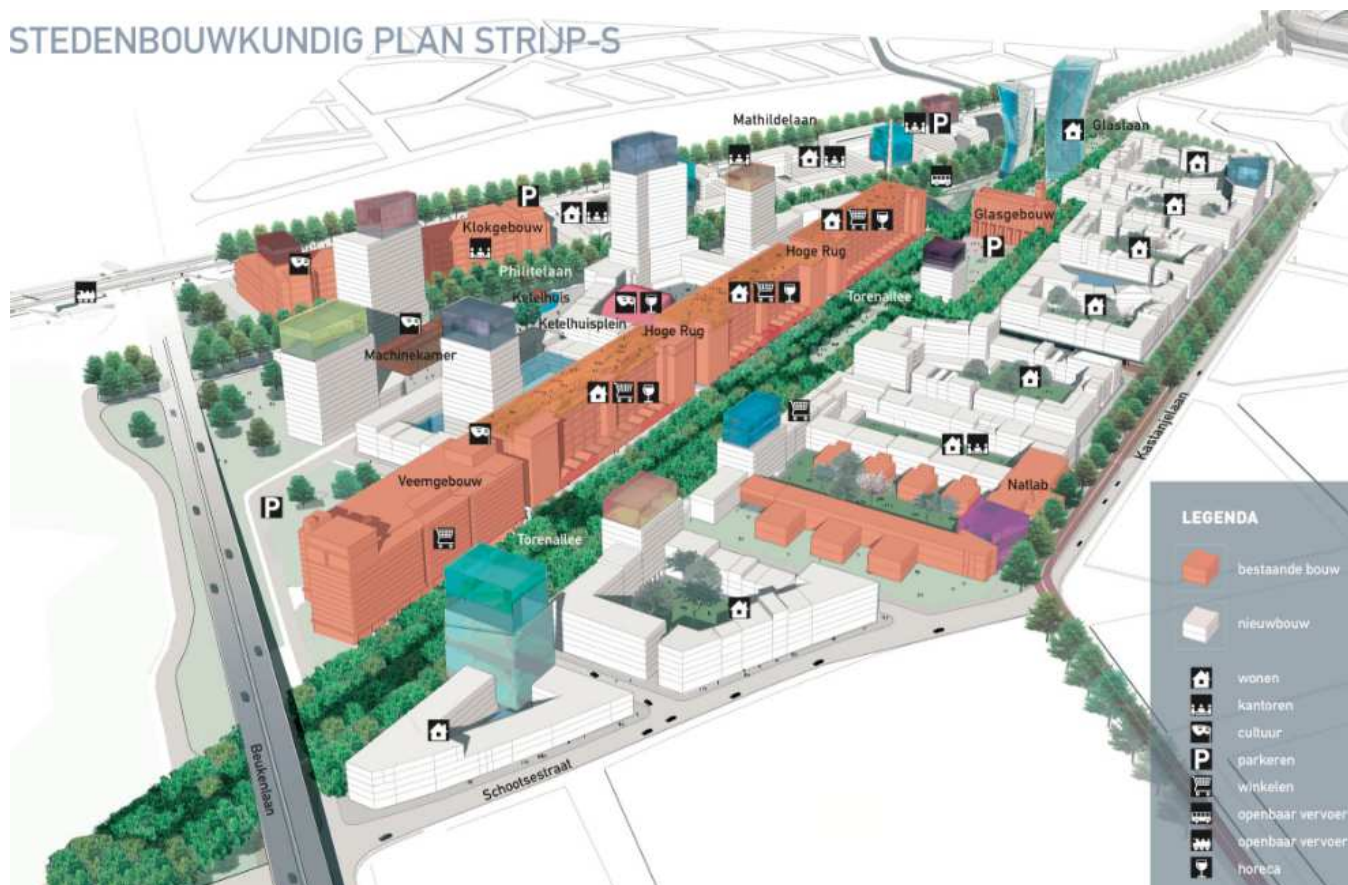 STEDENBOUWKUNDIG PLAN STRIJP-S
Mathildelaan
P
Glaslaan
P
Klokgebouw
Glasgebouw
Hoge Rug
P
Philitelaan
Ketelhuis
Torenallee
Ketelhuisplein
Hoge Rug
Machinekamer
Kastanjelaan
Veemgebouw
Natlab
P
Torenallee
Beukenlaan
Schootsestraat
LEGENDA
bestaande bouw
nieuwbouw
wonen
kantoren
cultuur
P parkeren
winkelen
openbaar vervoer
openbaar vervoer
horeca